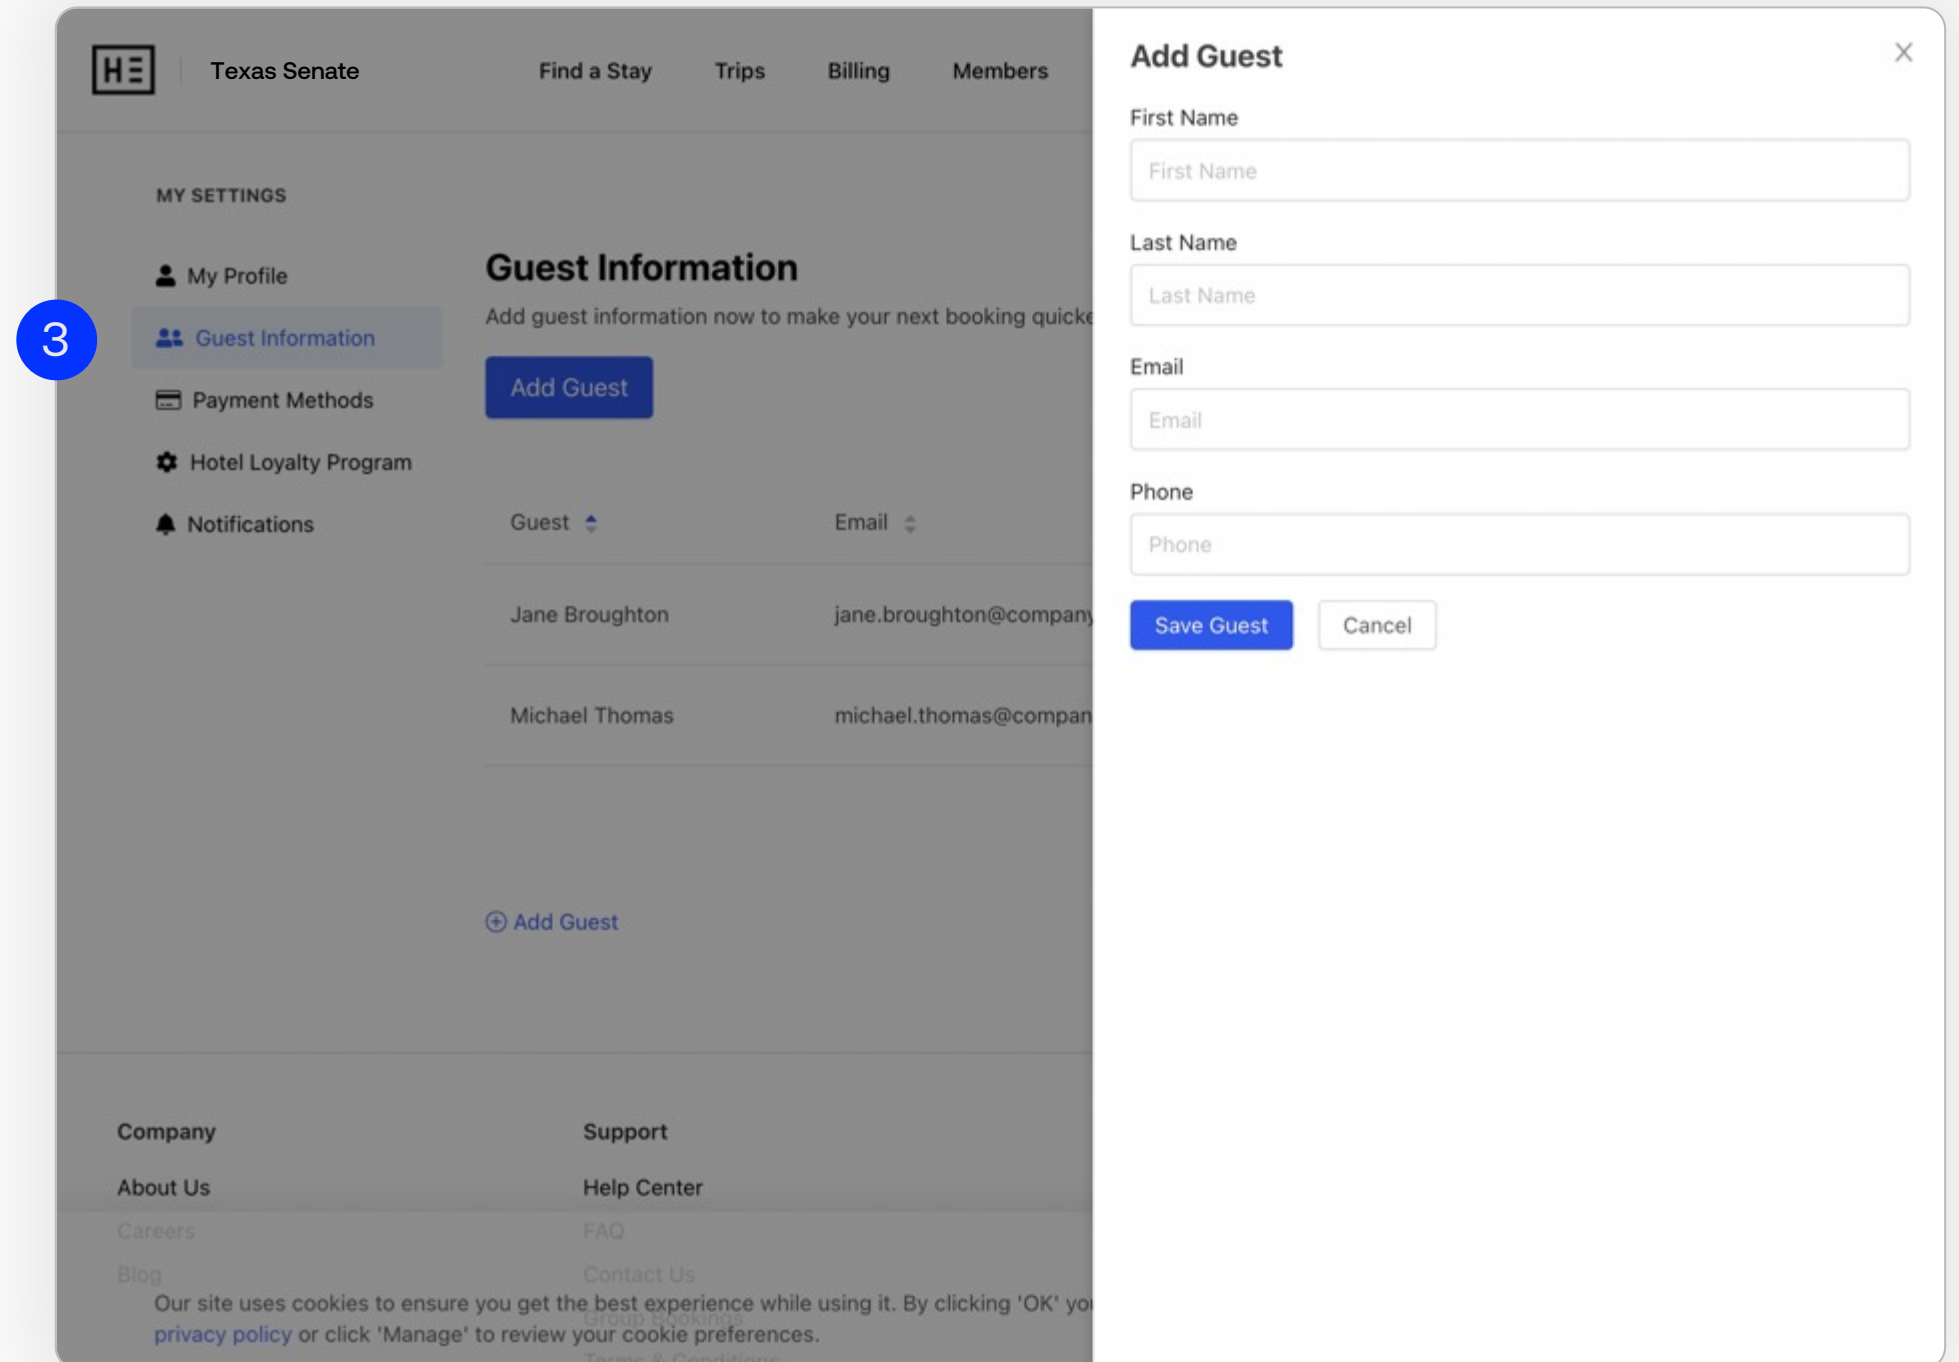 HE
Texas Senate
Find a Stay
Trips
Billing
Members
MY SETTINGS
My Profile
3
Guest Information
Payment Methods
Hotel Loyalty Program
Notifications
Guest Information
Add guest information now to make your next booking quicke
Add Guest
Guest
Email
Jane Broughton
jane.broughton@company
Michael Thomas
michael.thomas@compan
Add Guest
Company
About Us
Careers
Blog
Support
Help Center
FAQ
Contact Us
Group Bookings
Terms & Conditions
Our site uses cookies to ensure you get the best experience while using it. By clicking 'OK' you
privacy policy or click 'Manage' to review your cookie preferences.
Add Guest
X
First Name
First Name
Last Name
Last Name
Email
Email
Phone
Phone
Save Guest
Cancel